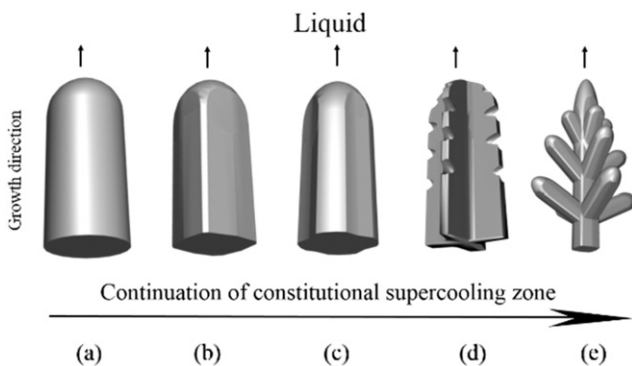 Liquid
Growth direction
Continuation of constitutional supercooling zone
(a) (b) (c) (d) (e)